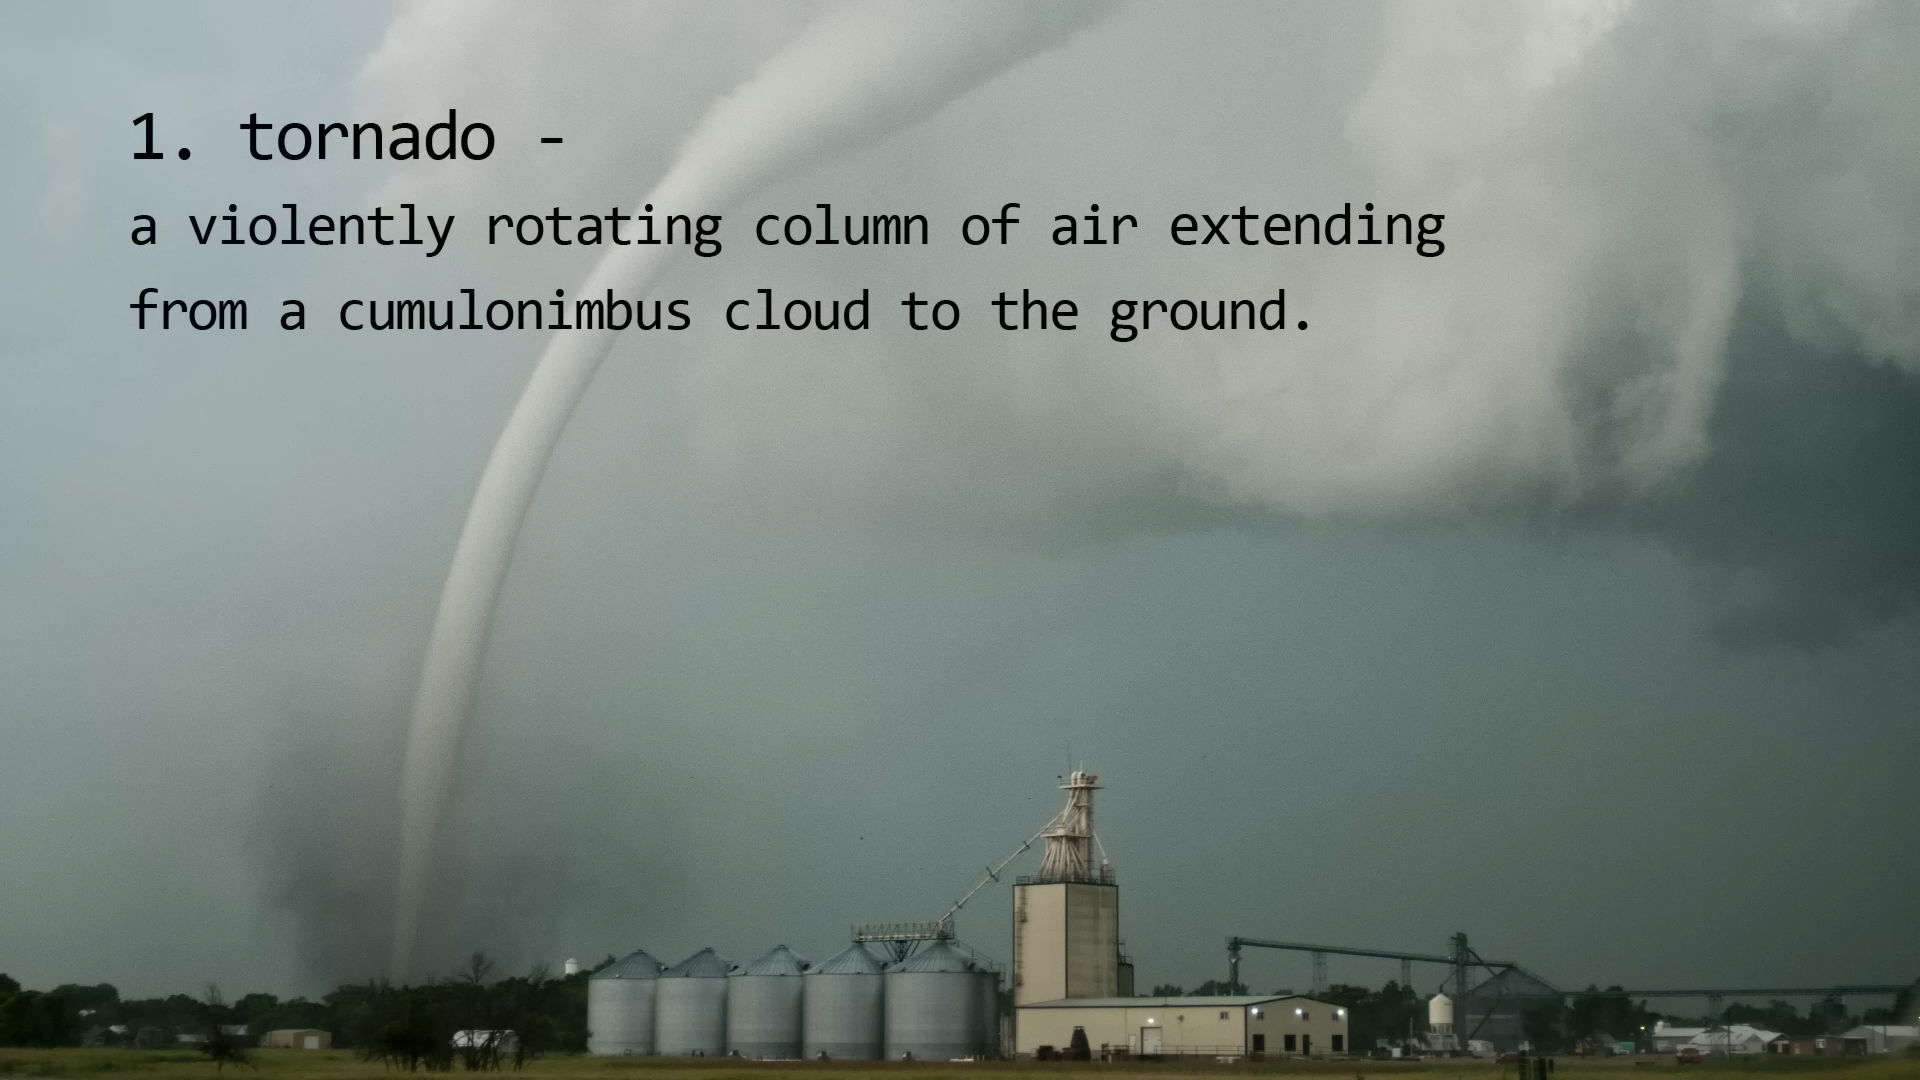 1. tornado -
a violently rotating column of air extending
from a cumulonimbus cloud to the ground.